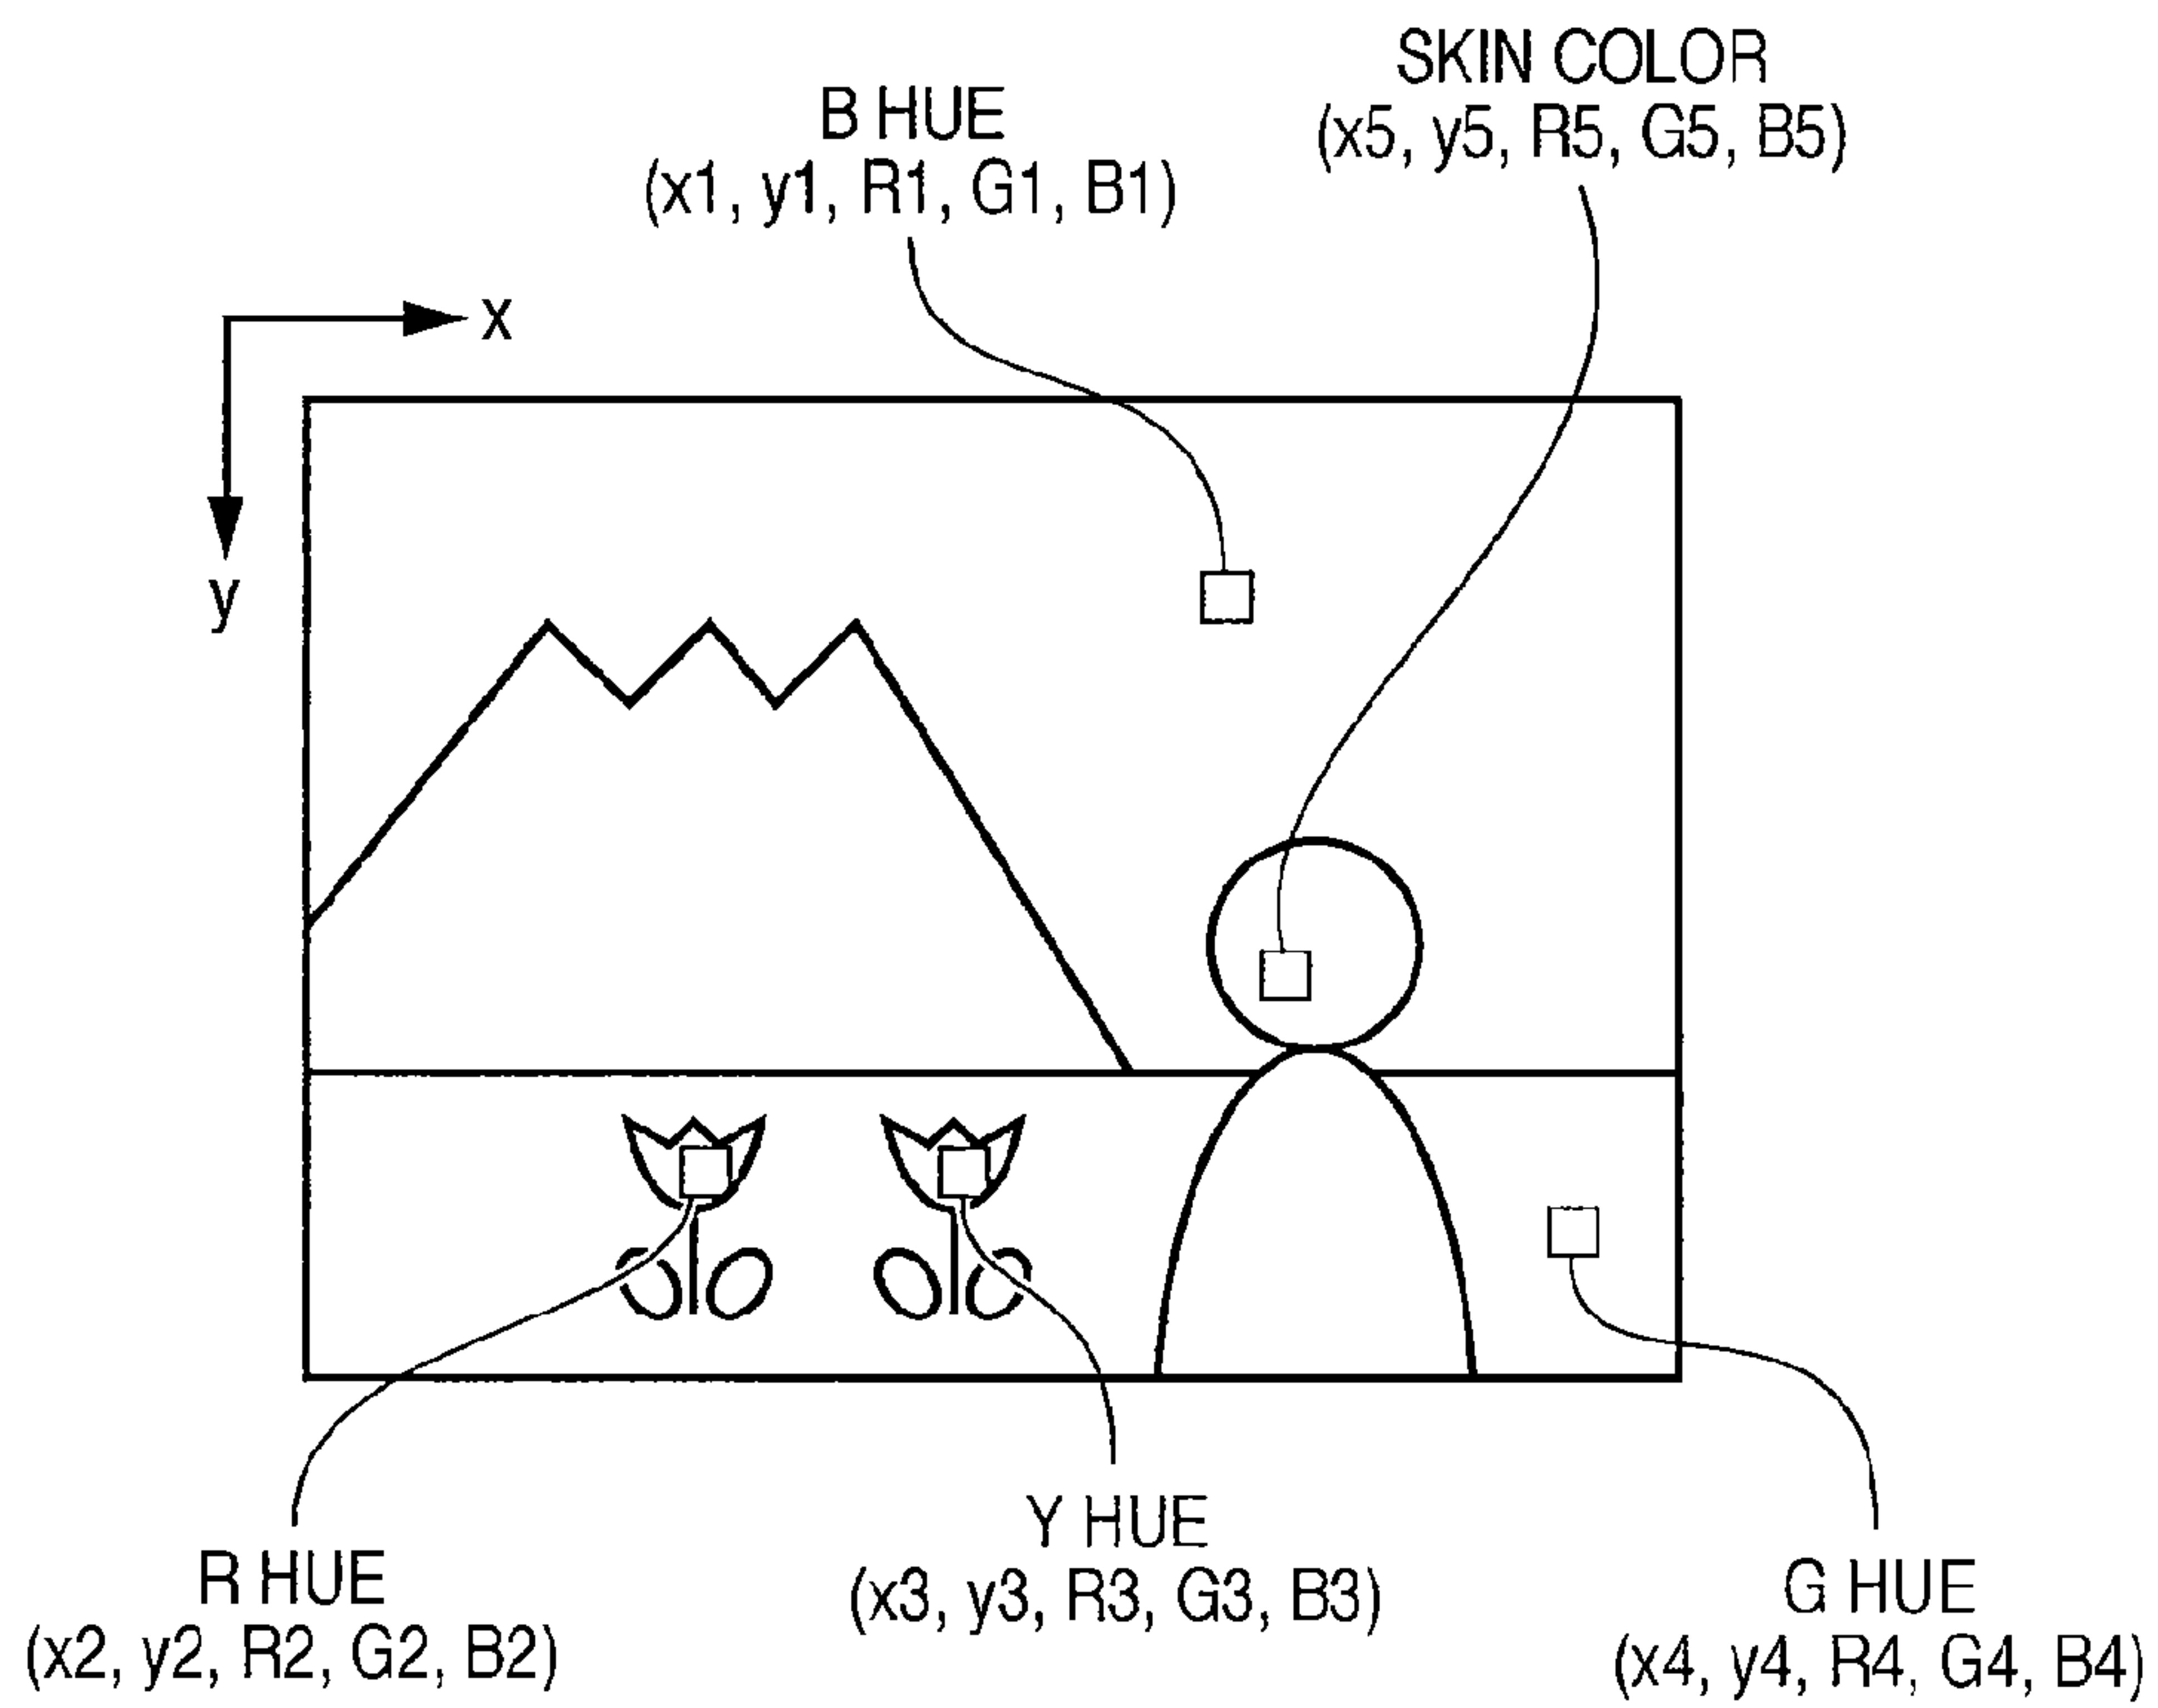 SKIN COLOR
(x5, y5, R5, G5, B5)
B HUE
(x1, y1, R1, G1, B1)
x
y
R HUE
(x2, y2, R2, G2, B2)
Y HUE
(x3, y3, R3, G3, B3)
G HUE
(x4, y4, R4, G4, B4)